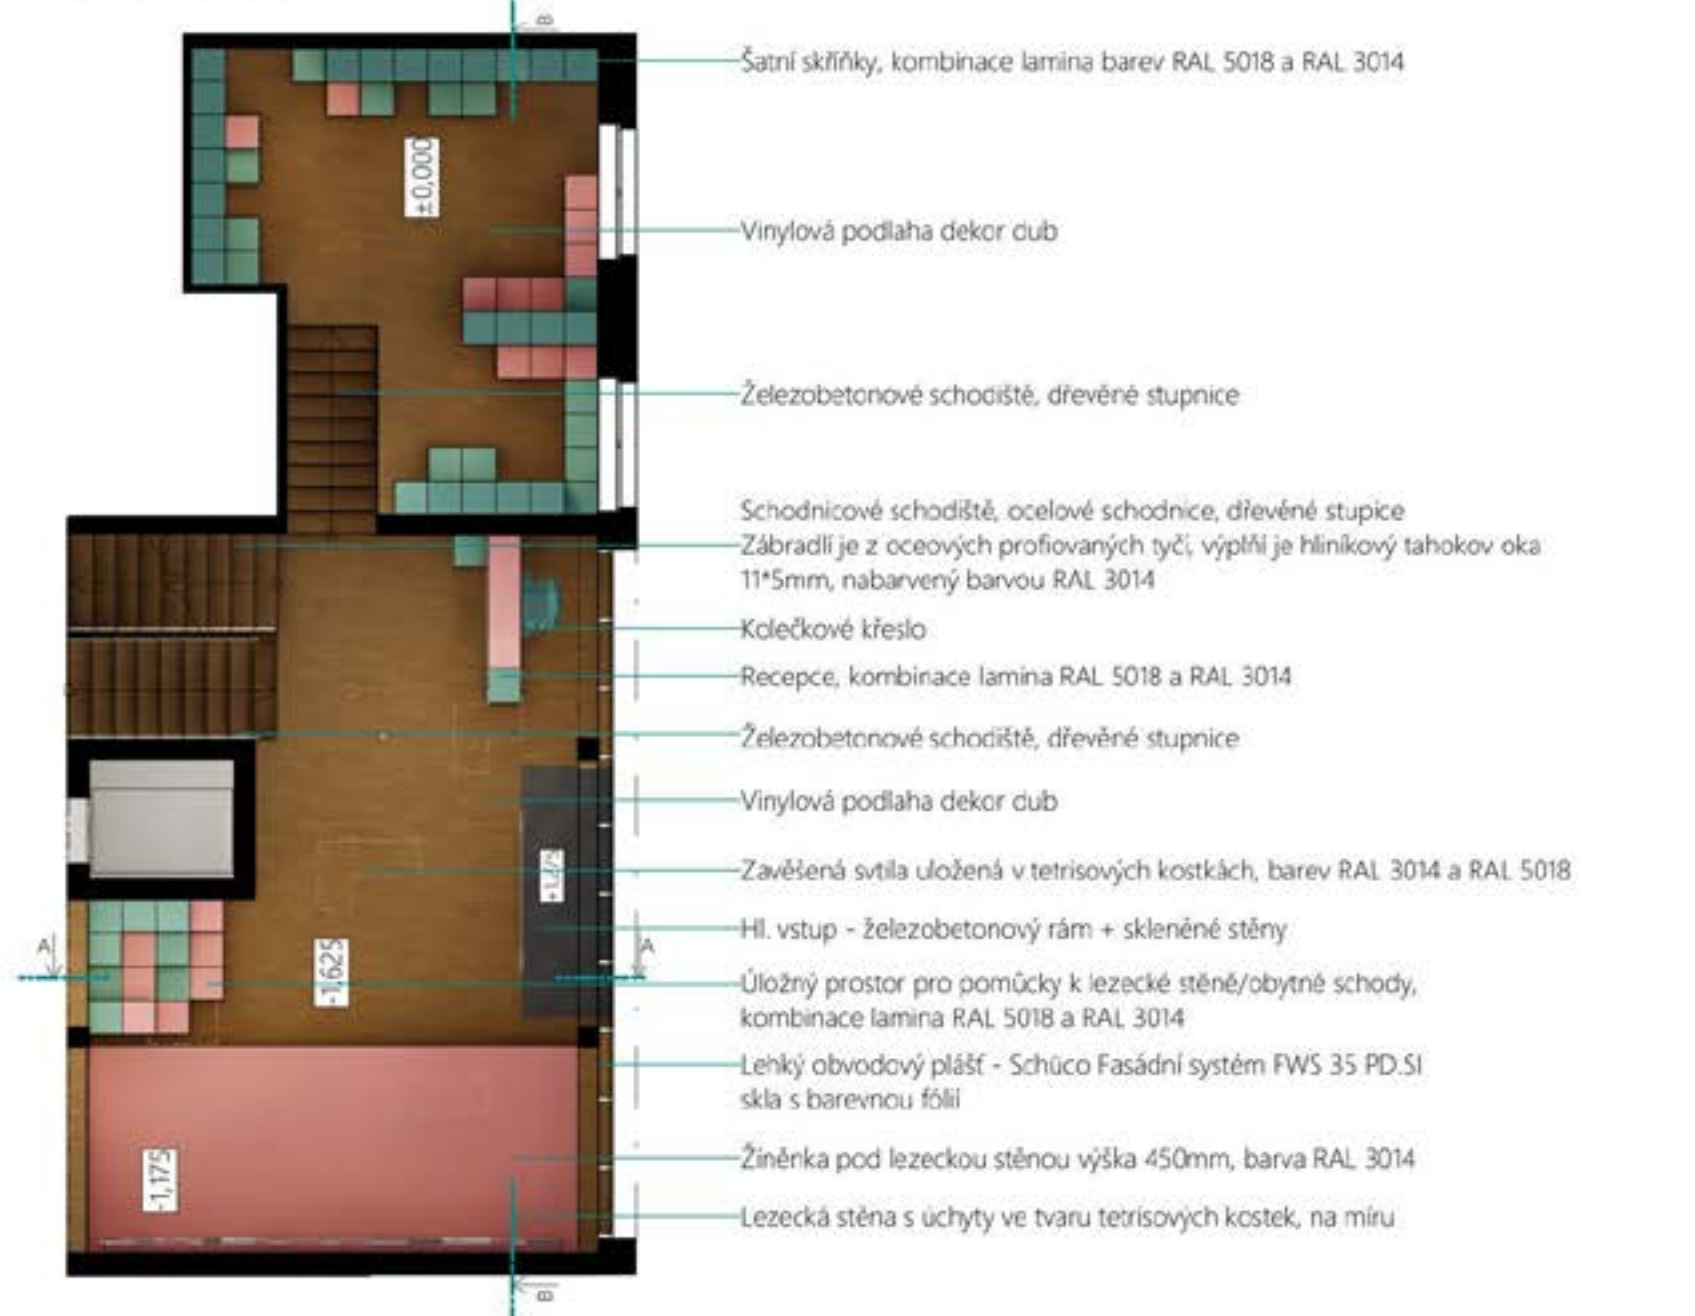 B
Šatní skříňky, kombinace lamina barev RAL 5018 a RAL 3014
±0,000
Vinylová podlaha dekor dub
Železobetonové schodiště, dřevěné stupnice
Schodnicové schodiště, ocelové schodnice, dřevěné stupice
Zábradlí je z oceových profiovaných tyčí, výplňí je hliníkový tahokov oka
11*5mm, nabarvený barvou RAL 3014
Kolečkové křeslo
Recepce, kombinace lamina RAL 5018 a RAL 3014
Železobetonové schodiště, dřevěné stupnice
Vinylová podlaha dekor dub
Zavěšená svtila uložená v tetrisových kostkách, barev RAL 3014 a RAL 5018
Hl. vstup - železobetonový rám + skleněné stěny
A
A
-1,625
Úložný prostor pro pomůcky k lezecké stěně/obytné schody,
kombinace lamina RAL 5018 a RAL 3014
Lehký obvodový plášť - Schüco Fasádní systém FWS 35 PD.SI
skla s barevnou fólií
-1,175
Žíněnka pod lezeckou stěnou výška 450mm, barva RAL 3014
Lezecká stěna s úchyty ve tvaru tetrisových kostek, na míru
B